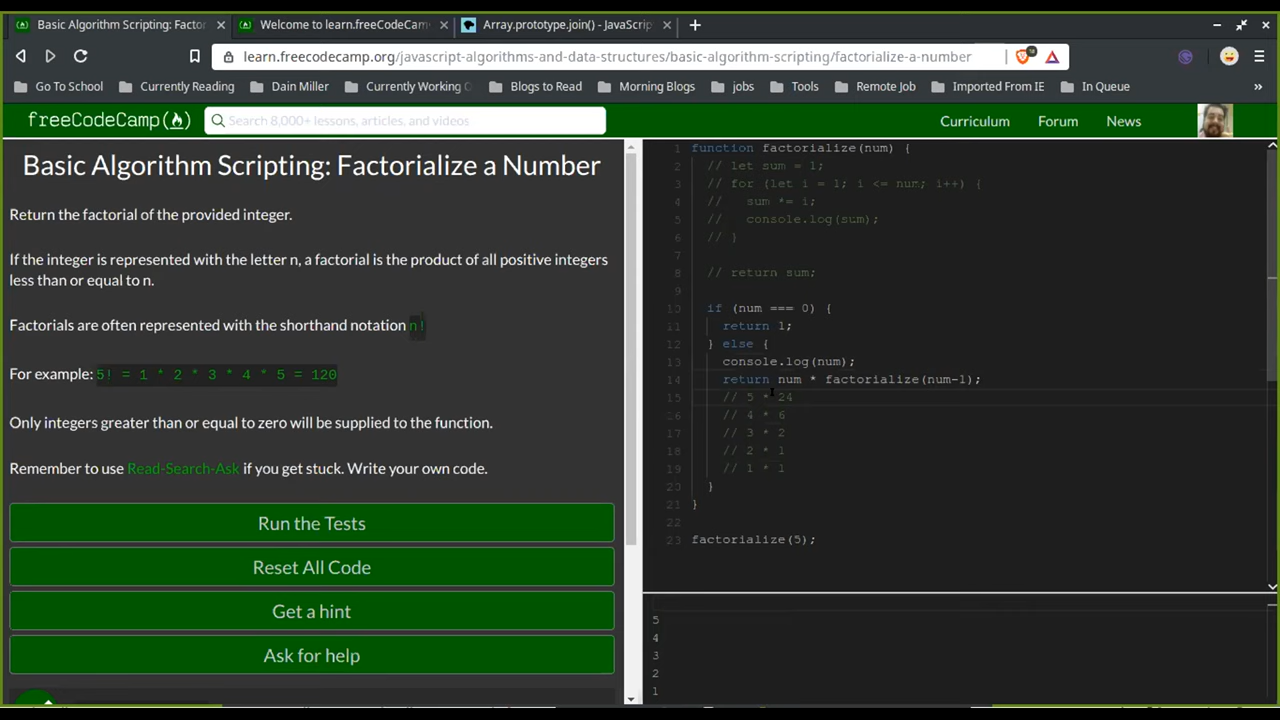 Basic Algorithm Scripting: Factor
Welcome to learn.freeCodeCam
Array.prototype.join() - JavaScrip
learn.freecodecamp.org/javascript-algorithms-and-data-structures/basic-algorithm-scripting/factorialize-a-number
Go To School
Currently Reading
Dain Miller
Currently Working
Blogs to Read
Morning Blogs
jobs
Tools
Remote Job
Imported From IE
In Queue
»
freeCodeCamp
Search 8,000+ lessons, articles, and videos
Curriculum
Forum
News
Basic Algorithm Scripting: Factorialize a Number
Return the factorial of the provided integer.
If the integer is represented with the letter n, a factorial is the product of all positive integers
less than or equal to n.
Factorials are often represented with the shorthand notation n!
For example: 5! = 1 * 2 * 3 * 4 * 5 = 120
Only integers greater than or equal to zero will be supplied to the function.
Remember to use Read-Search-Ask if you get stuck. Write your own code.
Run the Tests
Reset All Code
Get a hint
Ask for help
1 function factorialize(num) {
2 // let sum = 1;
3 // for (let i = 1; i <= num; i++) {
4 // sum *= i;
5 // console.log(sum);
6 // }
7
8 // return sum;
9
10 if (num === 0) {
11 return 1;
12 } else {
13 console.log(num);
14 return num * factorialize(num-1);
15 // 5 * 24
16 // 4 * 6
17 // 3 * 2
18 // 2 * 1
19 // 1 * 1
20 }
21 }
22
23 factorialize(5);
5
4
3
2
1